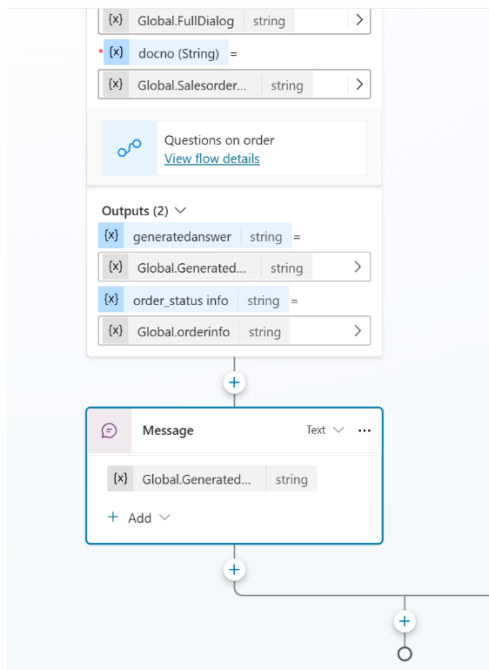 {x} Global.FullDialog string
* {x} docno (String) =
{x} Global.Salesorder... string
Questions on order
View flow details
Outputs (2)
{x} generatedanswer string =
{x} Global.Generated... string
{x} order_status info string =
{x} Global.orderinfo string
Message Text ...
{x} Global.Generated... string
+ Add